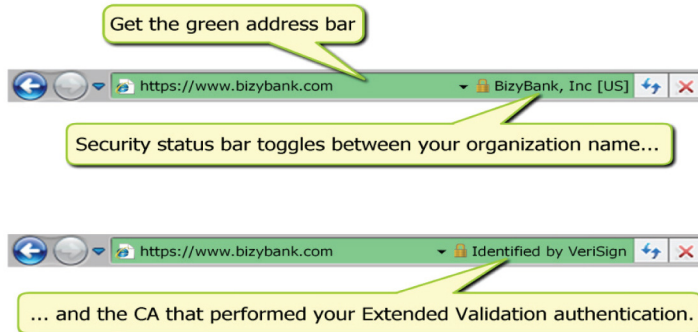 Get the green address bar
https://www.bizybank.com BizyBank, Inc [US]
Security status bar toggles between your organization name...
https://www.bizybank.com Identified by VeriSign
... and the CA that performed your Extended Validation authentication.